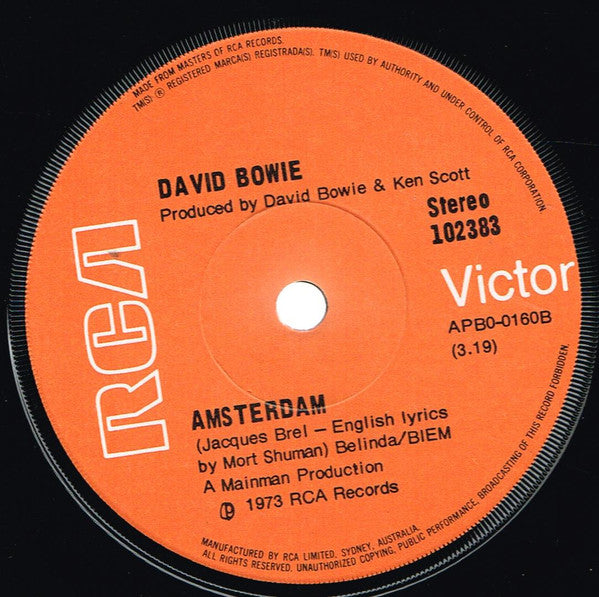 MADE FROM MASTERS OF RCA RECORDS.
TM(S) ® REGISTERED MARCA(S) REGISTRADA(S). TM(S) USED BY AUTHORITY AND UNDER CONTROL OF RCA CORPORATION.
DAVID BOWIE
Produced by David Bowie & Ken Scott
Stereo
102383
RCA
Victor
APB0-0160B
(3.19)
AMSTERDAM
(Jacques Brel – English lyrics
by Mort Shuman) Belinda/BIEM
A Mainman Production
℗ 1973 RCA Records
MANUFACTURED BY RCA LIMITED, SYDNEY, AUSTRALIA.
ALL RIGHTS RESERVED. UNAUTHORIZED COPYING, PUBLIC PERFORMANCE, BROADCASTING OF THIS RECORD FORBIDDEN.